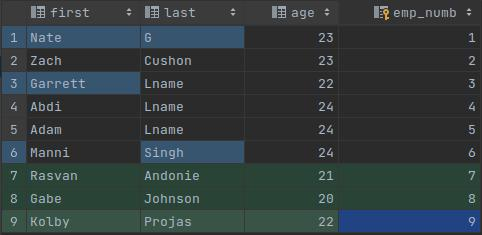 first last age emp_numb
1 Nate G 23 1
2 Zach Cushon 23 2
3 Garrett Lname 22 3
4 Abdi Lname 24 4
5 Adam Lname 24 5
6 Manni Singh 24 6
7 Rasvan Andonie 21 7
8 Gabe Johnson 20 8
9 Kolby Projas 22 9